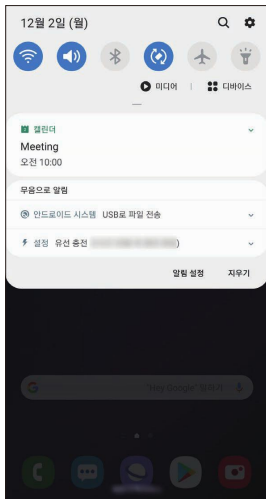 12월 2일 (월)
미디어 | 디바이스
캘린더
Meeting
오전 10:00
무음으로 알림
안드로이드 시스템 USB로 파일 전송
설정 유선 충전 )
알림 설정 지우기
"Hey Google"